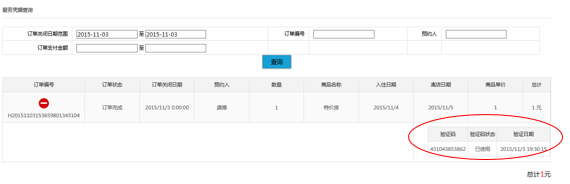 服务凭据查询
订单关闭日期范围 2015-11-03 至 2015-11-03 订单编号 预约人
订单支付金额 至
查询
订单编号 订单状态 订单关闭日期 预约人 数量 商品名称 入住日期 离店日期 商品单价 总计
H201511031536598013​43104 订单完成 2015/11/3 0:00:00 1 特价房 2015/11/4 2015/11/5 1 1 元
验证码 验证码状态 验证日期
431043853862 已使用 2015/11/3 19:30:15
总计1元